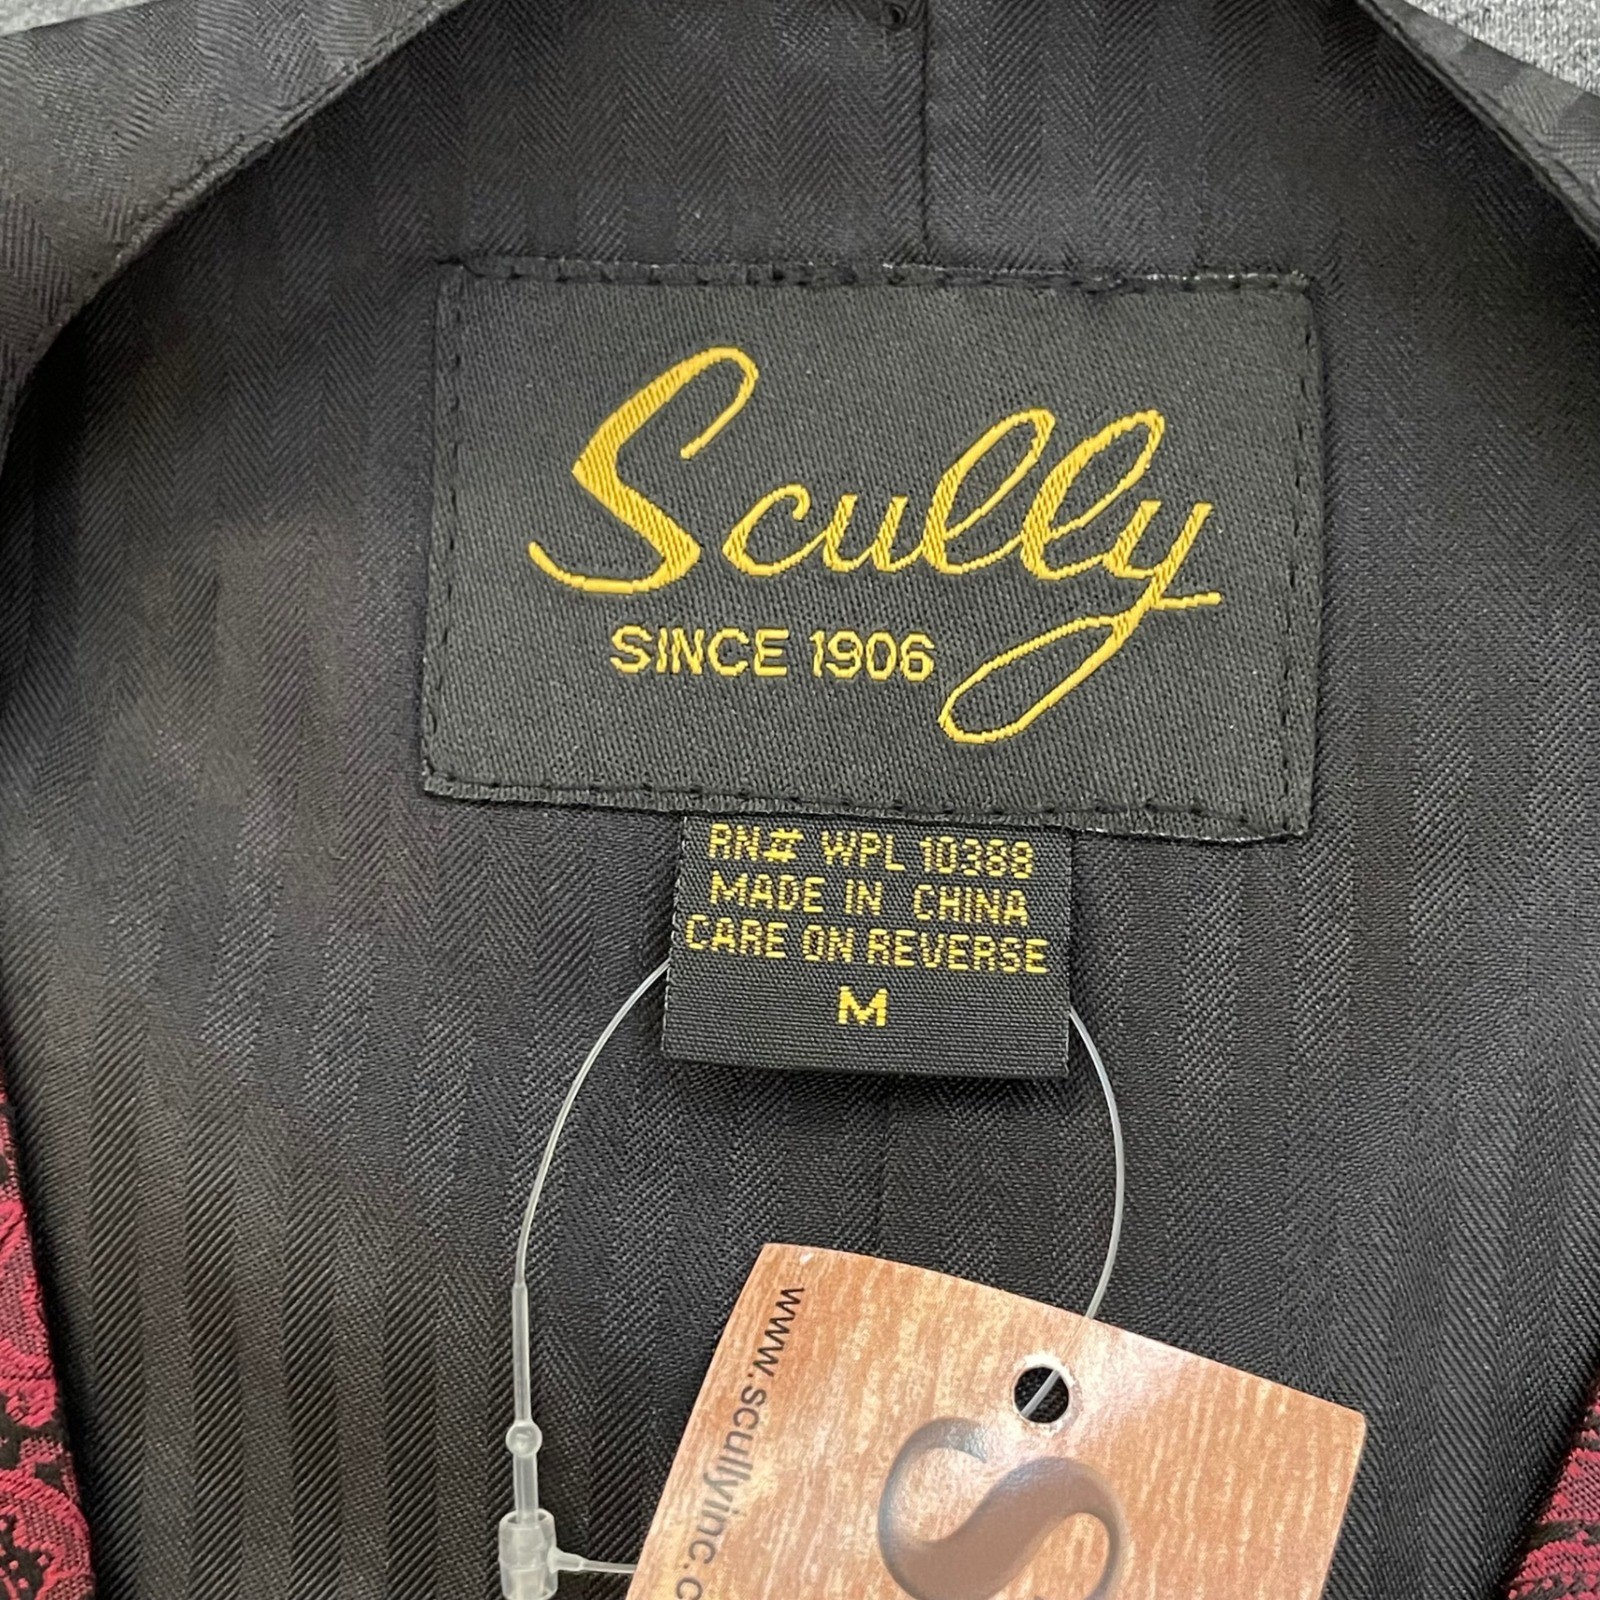 Scully
SINCE 1906
RN# WPL 10388
MADE IN CHINA
CARE ON REVERSE
M
www.scullyinc.c
S